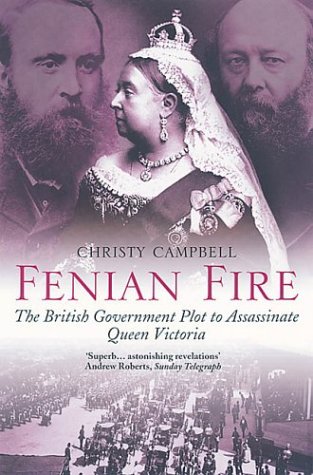 CHRISTY CAMPBELL
FENIAN FIRE
The British Government Plot to Assassinate
Queen Victoria
'Superb... astonishing revelations'
Andrew Roberts, Sunday Telegraph